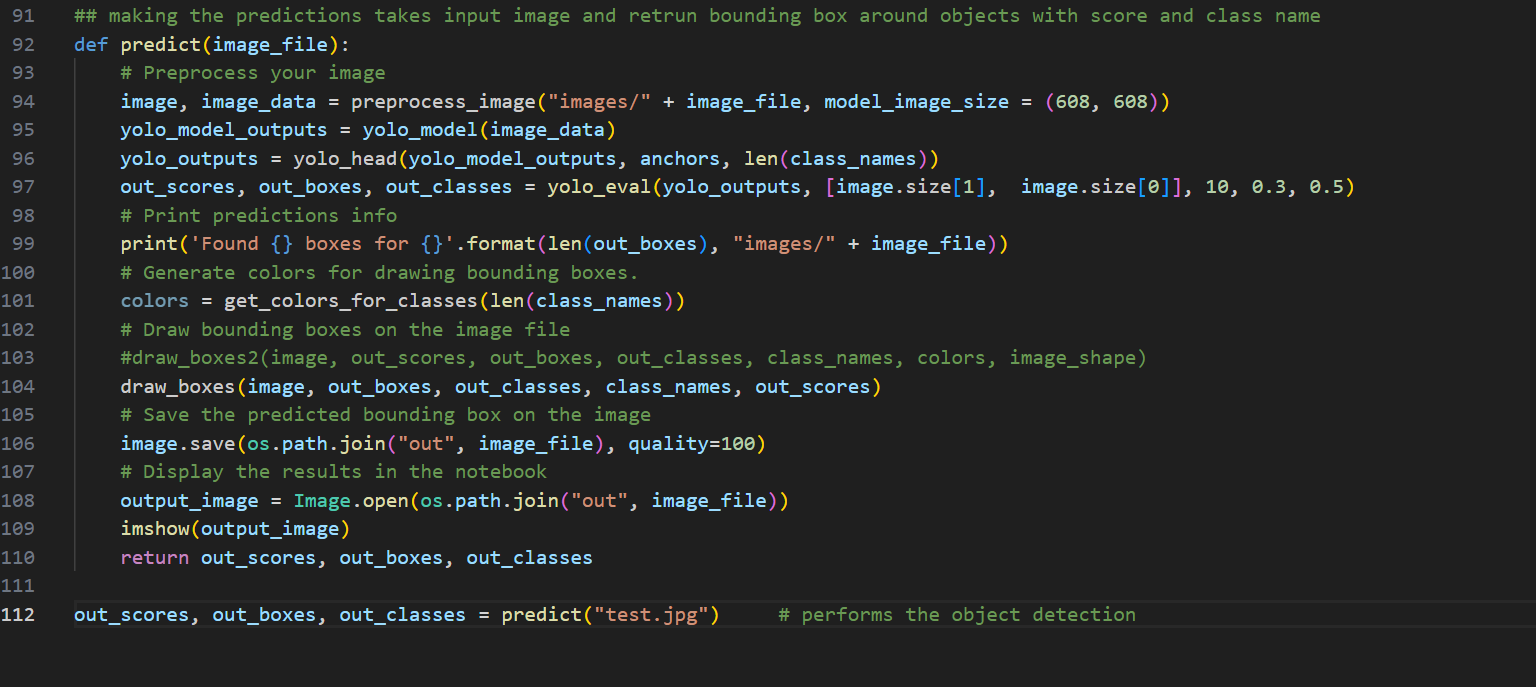 91 ## making the predictions takes input image and retrun bounding box around objects with score and class name
92 def predict(image_file):
93     # Preprocess your image
94     image, image_data = preprocess_image("images/" + image_file, model_image_size = (608, 608))
95     yolo_model_outputs = yolo_model(image_data)
96     yolo_outputs = yolo_head(yolo_model_outputs, anchors, len(class_names))
97     out_scores, out_boxes, out_classes = yolo_eval(yolo_outputs, [image.size[1],  image.size[0]], 10, 0.3, 0.5)
98     # Print predictions info
99     print('Found {} boxes for {}'.format(len(out_boxes), "images/" + image_file))
100     # Generate colors for drawing bounding boxes.
101     colors = get_colors_for_classes(len(class_names))
102     # Draw bounding boxes on the image file
103     #draw_boxes2(image, out_scores, out_boxes, out_classes, class_names, colors, image_shape)
104     draw_boxes(image, out_boxes, out_classes, class_names, out_scores)
105     # Save the predicted bounding box on the image
106     image.save(os.path.join("out", image_file), quality=100)
107     # Display the results in the notebook
108     output_image = Image.open(os.path.join("out", image_file))
109     imshow(output_image)
110     return out_scores, out_boxes, out_classes
111
112 out_scores, out_boxes, out_classes = predict("test.jpg")     # performs the object detection